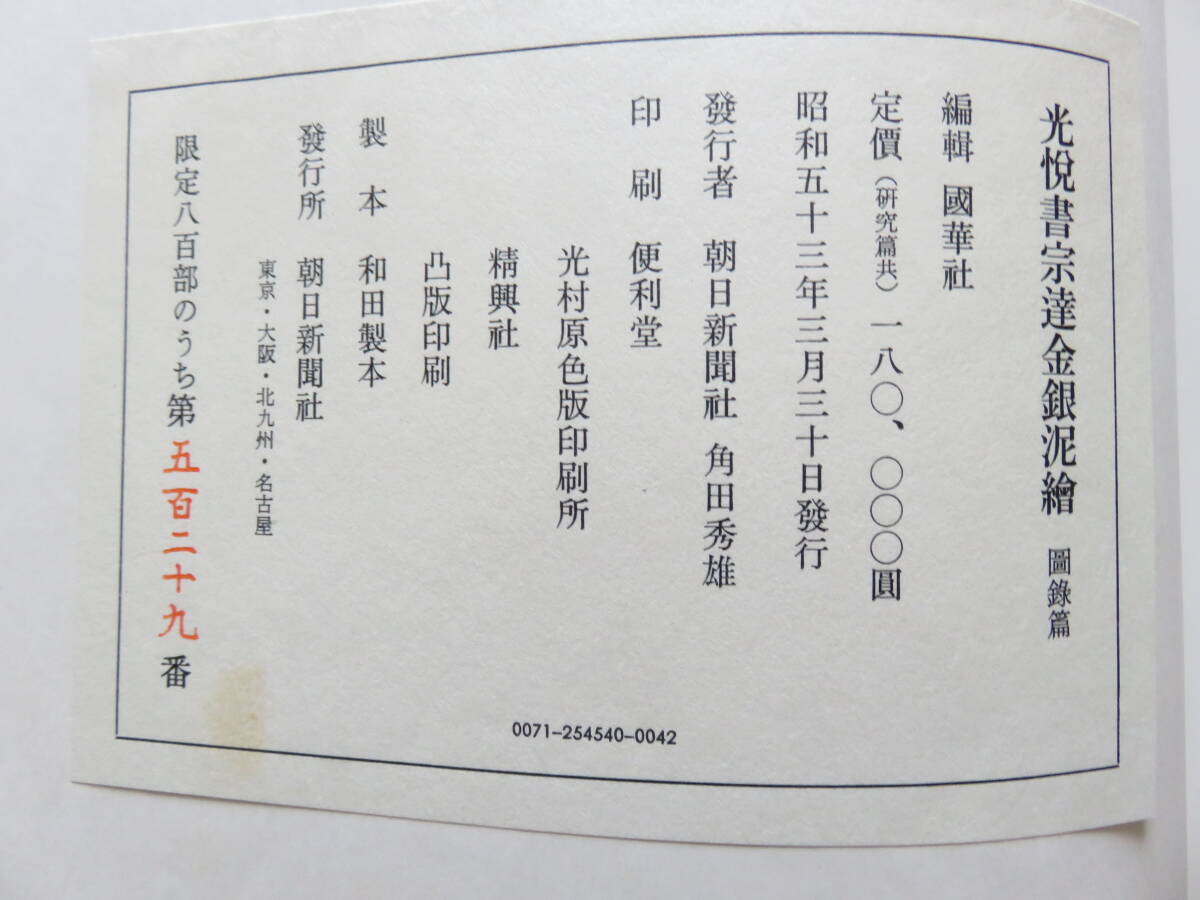 光悅書宗達金銀泥繪 圖錄篇
編輯 國華社
定價(硏究篇共)一八〇、〇〇〇圓
昭和五十三年三月三十日發行
發行者 朝日新聞社 角田秀雄
印刷 便利堂
光村原色版印刷所
精興社
凸版印刷
製本 和田製本
發行所 朝日新聞社
東京・大阪・北九州・名古屋
限定八百部のうち第五百二十九番
0071-254540-0042